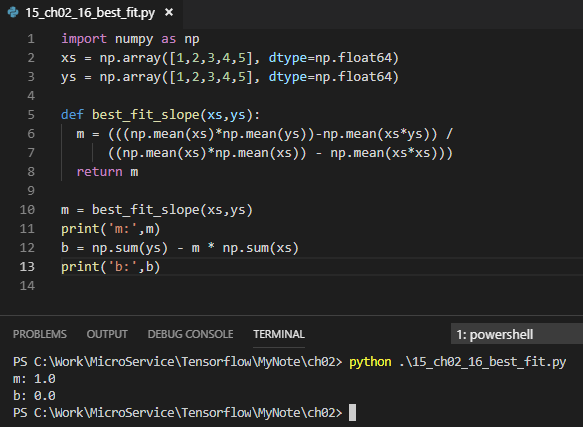 15_ch02_16_best_fit.py ×
1 import numpy as np
2 xs = np.array([1,2,3,4,5], dtype=np.float64)
3 ys = np.array([1,2,3,4,5], dtype=np.float64)
4
5 def best_fit_slope(xs,ys):
6   m = (((np.mean(xs)*np.mean(ys))-np.mean(xs*ys)) /
7       ((np.mean(xs)*np.mean(xs)) - np.mean(xs*xs)))
8   return m
9
10 m = best_fit_slope(xs,ys)
11 print('m:',m)
12 b = np.sum(ys) - m * np.sum(xs)
13 print('b:',b)
14
PROBLEMS OUTPUT DEBUG CONSOLE TERMINAL 1: powershell
PS C:\Work\MicroService\Tensorflow\MyNote\ch02> python .\15_ch02_16_best_fit.py
m: 1.0
b: 0.0
PS C:\Work\MicroService\Tensorflow\MyNote\ch02>